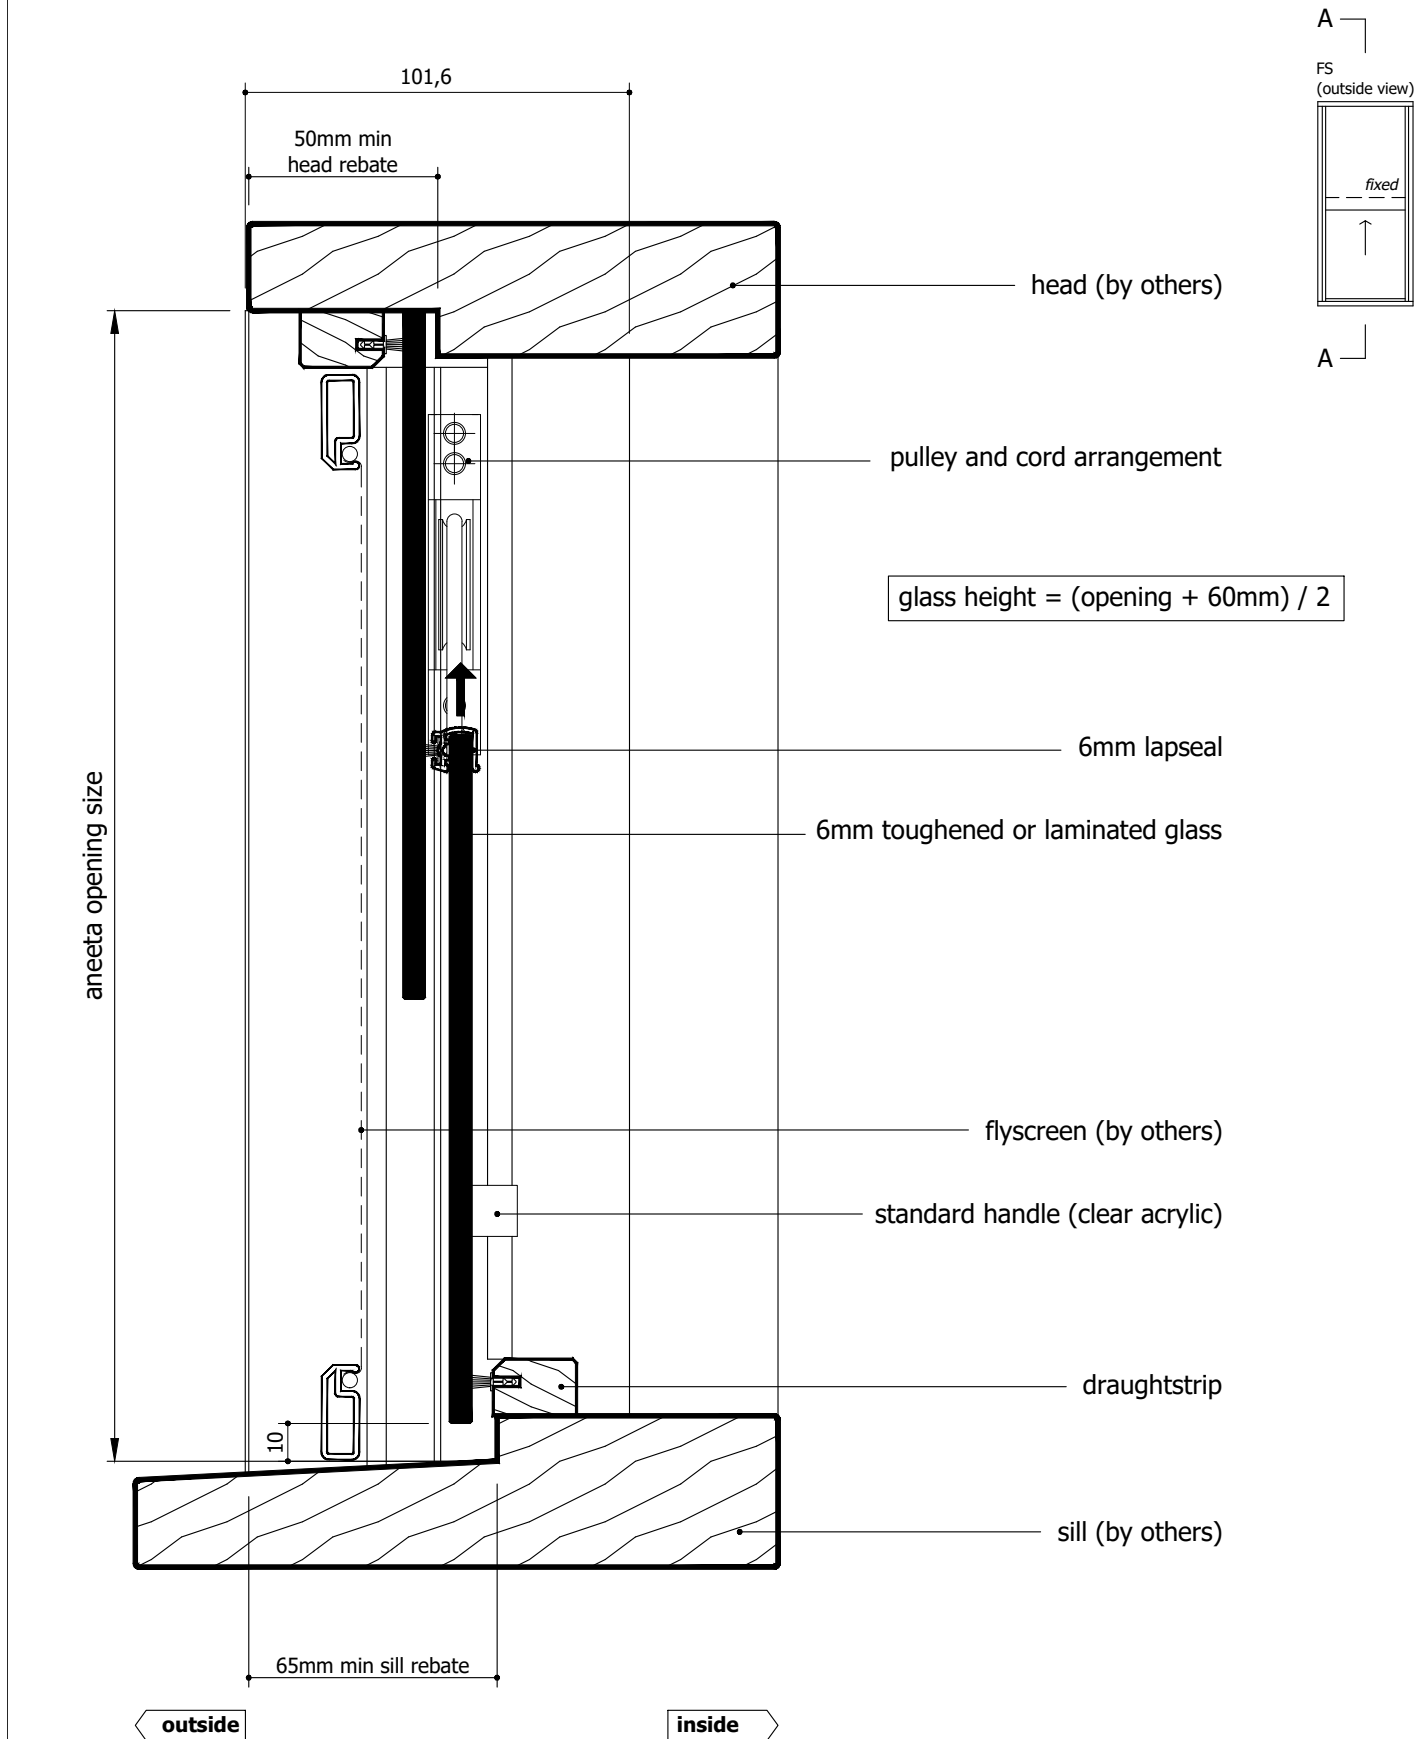 A
FS
(outside view)
fixed
A
101,6
50mm min
head rebate
head (by others)
pulley and cord arrangement
glass height = (opening + 60mm) / 2
6mm lapseal
6mm toughened or laminated glass
aneeta opening size
flyscreen (by others)
standard handle (clear acrylic)
draughtstrip
10
sill (by others)
65mm min sill rebate
outside
inside